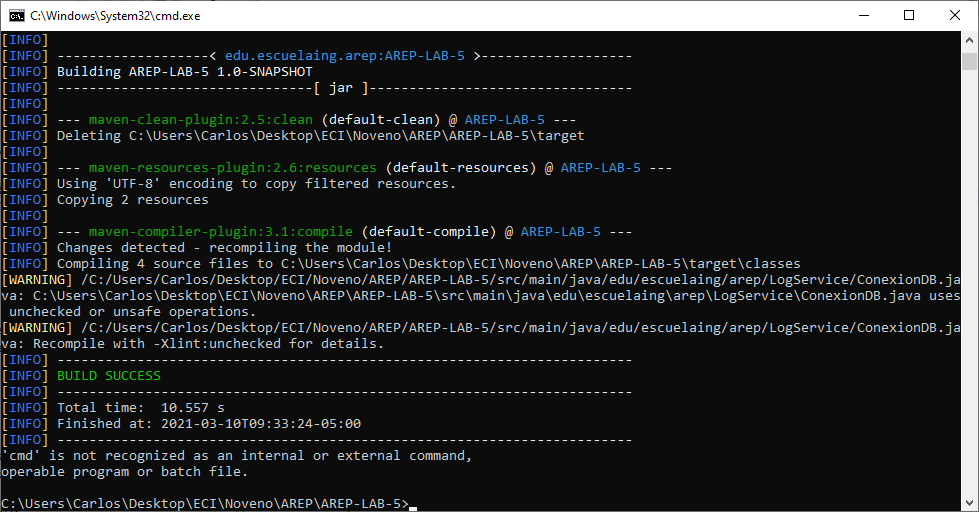 C:\Windows\System32\cmd.exe
[INFO]
[INFO] -------------------< edu.escuelaing.arep:AREP-LAB-5 >-------------------
[INFO] Building AREP-LAB-5 1.0-SNAPSHOT
[INFO] --------------------------------[ jar ]---------------------------------
[INFO]
[INFO] --- maven-clean-plugin:2.5:clean (default-clean) @ AREP-LAB-5 ---
[INFO] Deleting C:\Users\Carlos\Desktop\ECI\Noveno\AREP\AREP-LAB-5\target
[INFO]
[INFO] --- maven-resources-plugin:2.6:resources (default-resources) @ AREP-LAB-5 ---
[INFO] Using 'UTF-8' encoding to copy filtered resources.
[INFO] Copying 2 resources
[INFO]
[INFO] --- maven-compiler-plugin:3.1:compile (default-compile) @ AREP-LAB-5 ---
[INFO] Changes detected - recompiling the module!
[INFO] Compiling 4 source files to C:\Users\Carlos\Desktop\ECI\Noveno\AREP\AREP-LAB-5\target\classes
[WARNING] /C:/Users/Carlos/Desktop/ECI/Noveno/AREP/AREP-LAB-5/src/main/java/edu/escuelaing/arep/LogService/ConexionDB.ja
va: C:\Users\Carlos\Desktop\ECI\Noveno\AREP\AREP-LAB-5\src\main\java\edu\escuelaing\arep\LogService\ConexionDB.java uses
 unchecked or unsafe operations.
[WARNING] /C:/Users/Carlos/Desktop/ECI/Noveno/AREP/AREP-LAB-5/src/main/java/edu/escuelaing/arep/LogService/ConexionDB.ja
va: Recompile with -Xlint:unchecked for details.
[INFO] ------------------------------------------------------------------------
[INFO] BUILD SUCCESS
[INFO] ------------------------------------------------------------------------
[INFO] Total time:  10.557 s
[INFO] Finished at: 2021-03-10T09:33:24-05:00
[INFO] ------------------------------------------------------------------------
'cmd' is not recognized as an internal or external command,
operable program or batch file.
C:\Users\Carlos\Desktop\ECI\Noveno\AREP\AREP-LAB-5>